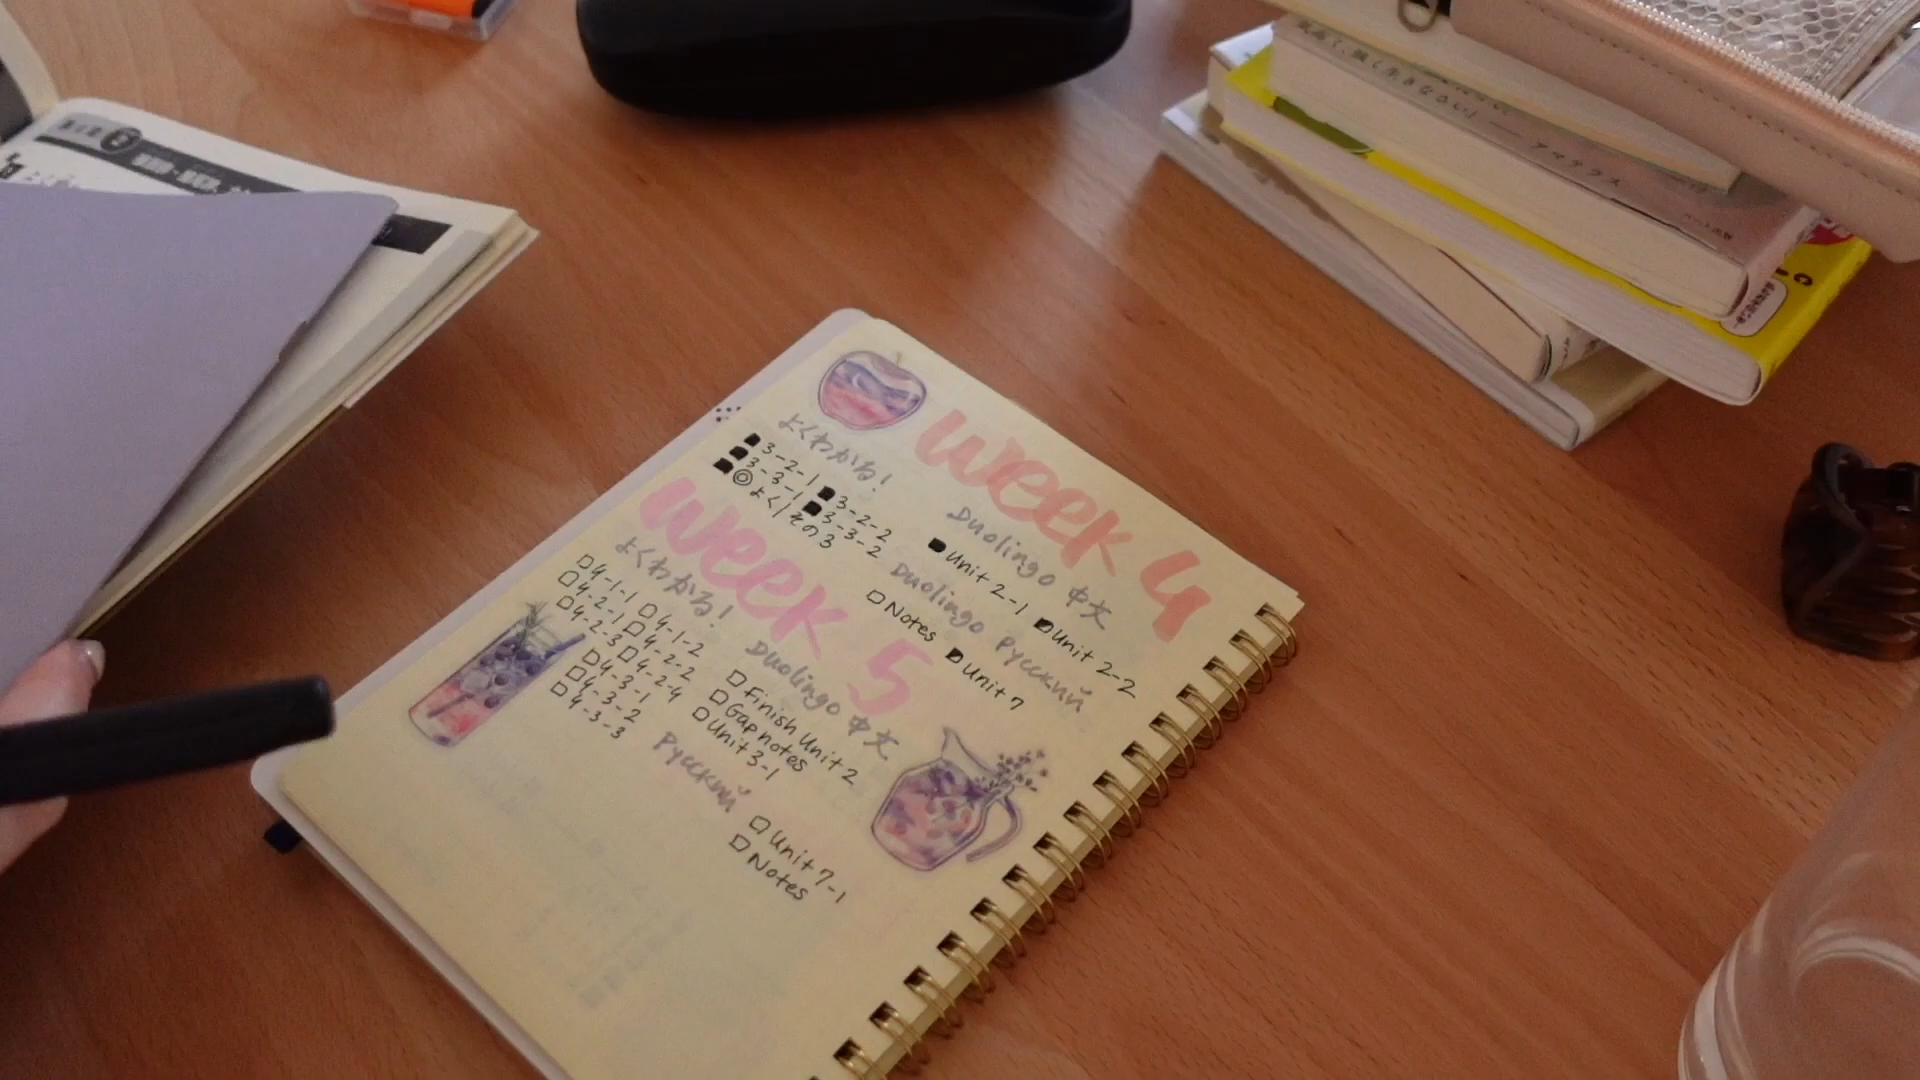 week 4
よくわかる!
3-2-1 3-2-2
3-3-1 3-3-2
よく/その3
Duolingo 中文
Unit 2-1 Unit 2-2
Duolingo Русский
Notes Unit 7
week 5
よくわかる!
4-1-1 4-1-2
4-2-1 4-2-2
4-2-3 4-2-4
4-3-1
4-3-2
4-3-3
Duolingo 中文
Finish Unit 2
Gap notes
Unit 3-1
Русский
Unit 7-1
Notes